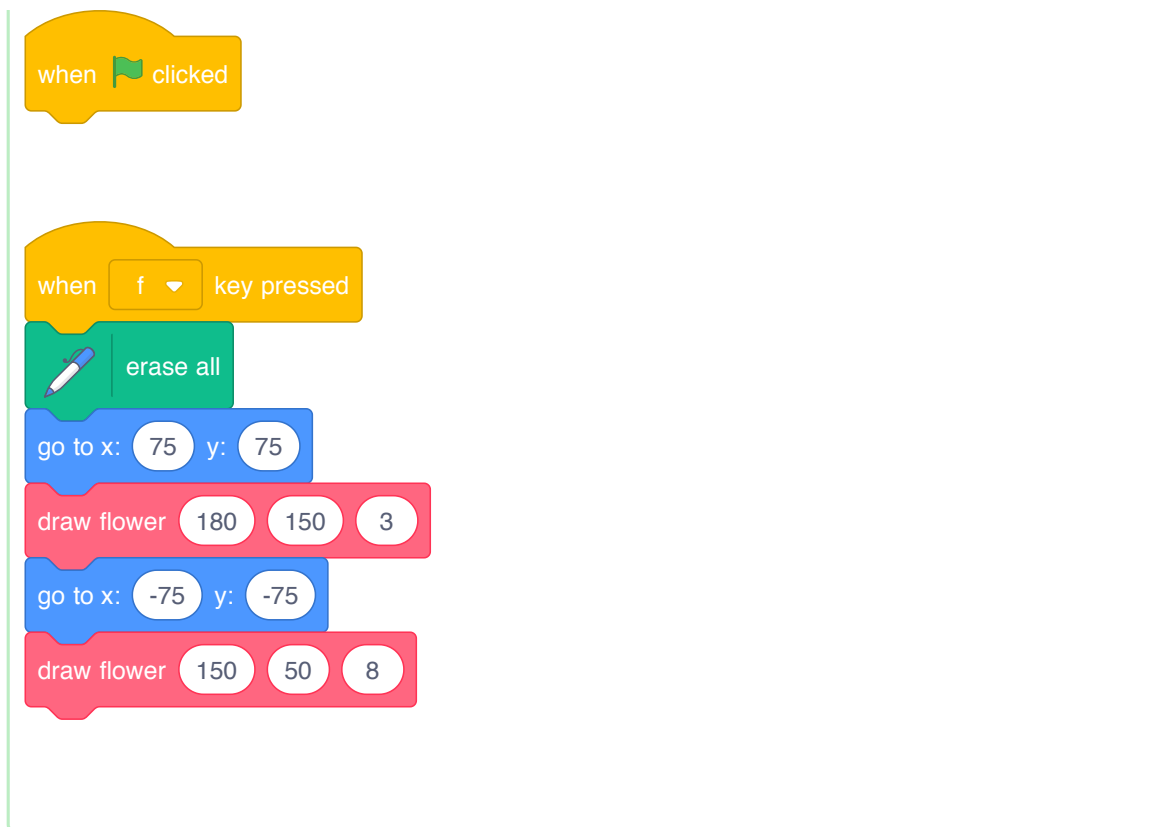 when clicked
when f key pressed
erase all
go to x: 75 y: 75
draw flower 180 150 3
go to x: -75 y: -75
draw flower 150 50 8